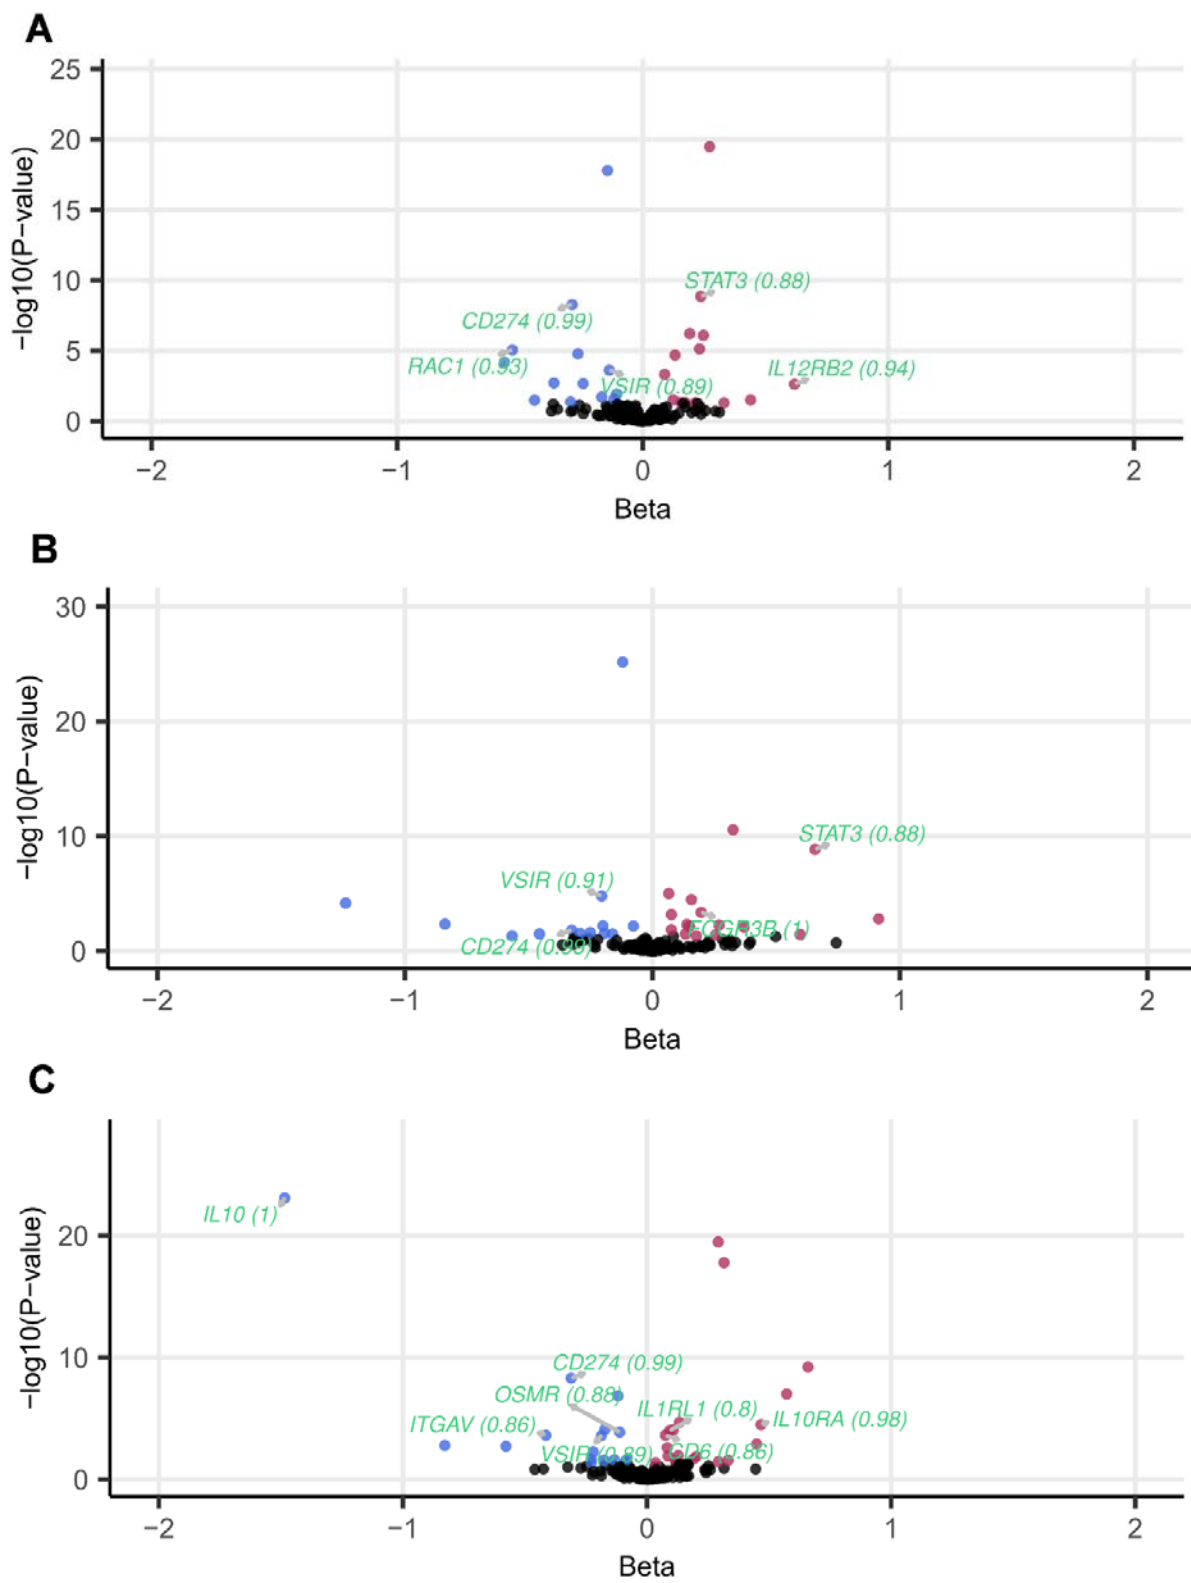 A
25
20
15
10
5
0
−log10(P−value)
STAT3 (0.88)
CD274 (0.99)
RAC1 (0.93)
VSIR (0.89)
IL12RB2 (0.94)
−2 −1 0 1 2
Beta
B
30
20
10
0
−log10(P−value)
STAT3 (0.88)
VSIR (0.91)
FCGR3B (1)
CD274 (0.99)
−2 −1 0 1 2
Beta
C
20
10
0
−log10(P−value)
IL10 (1)
CD274 (0.99)
OSMR (0.88)
IL1RL1 (0.8)
ITGAV (0.86)
IL10RA (0.98)
VSIR (0.89)
CD6 (0.86)
−2 −1 0 1 2
Beta